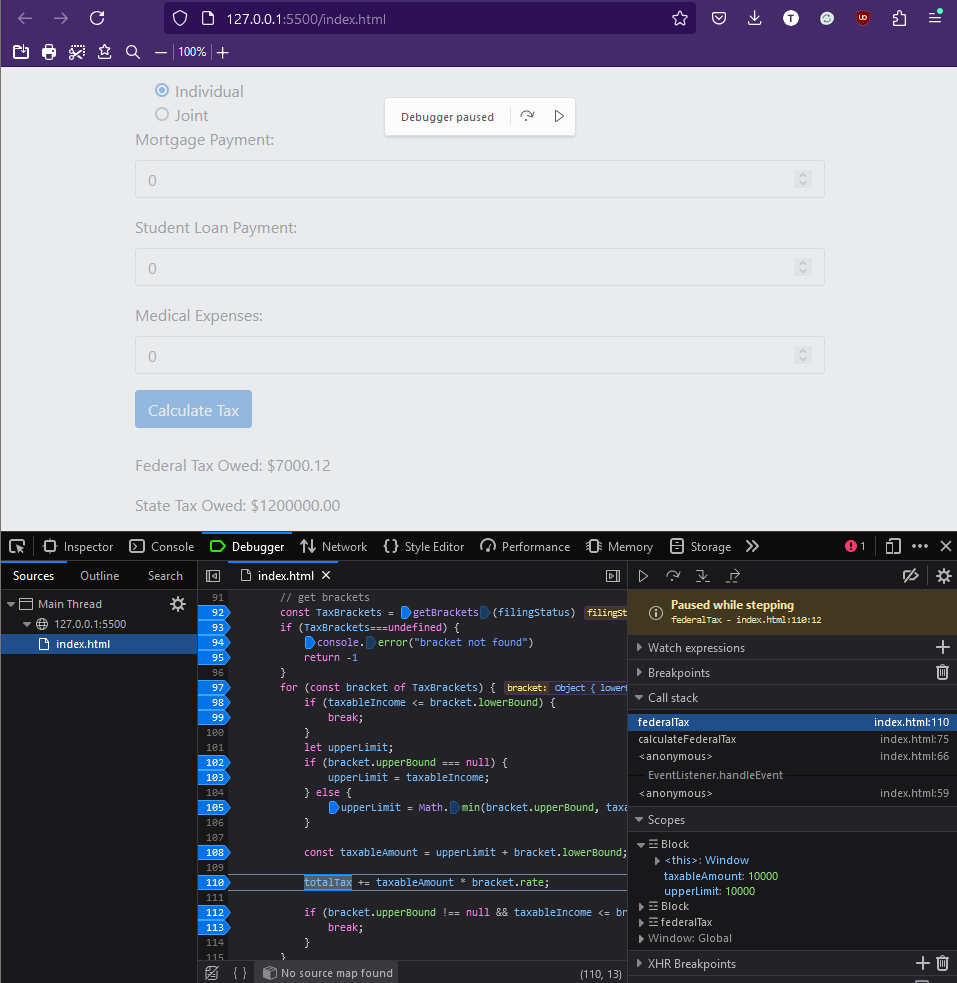 127.0.0.1:5500/index.html
T
UD
100%
Individual
Joint
Debugger paused
Mortgage Payment:
0
Student Loan Payment:
0
Medical Expenses:
0
Calculate Tax
Federal Tax Owed: $7000.12
State Tax Owed: $1200000.00
Inspector Console Debugger Network Style Editor Performance Memory Storage 1
Sources Outline Search
Main Thread
127.0.0.1:5500
index.html
index.html
91 // get brackets
92 const TaxBrackets = getBrackets(filingStatus) filingSt
93 if (TaxBrackets===undefined) {
94 console.error("bracket not found")
95 return -1
96 }
97 for (const bracket of TaxBrackets) { bracket: Object { lower
98 if (taxableIncome <= bracket.lowerBound) {
99 break;
100 }
101 let upperLimit;
102 if (bracket.upperBound === null) {
103 upperLimit = taxableIncome;
104 } else {
105 upperLimit = Math.min(bracket.upperBound, taxa
106 }
107
108 const taxableAmount = upperLimit + bracket.lowerBound;
109
110 totalTax += taxableAmount * bracket.rate;
111
112 if (bracket.upperBound !== null && taxableIncome <= br
113 break;
114 }
115 }
{ } No source map found (110, 13)
Paused while stepping
federalTax - index.html:110:12
Watch expressions
Breakpoints
Call stack
federalTax index.html:110
calculateFederalTax index.html:75
<anonymous> index.html:66
EventListener.handleEvent
<anonymous> index.html:59
Scopes
Block
<this>: Window
taxableAmount: 10000
upperLimit: 10000
Block
federalTax
Window: Global
XHR Breakpoints